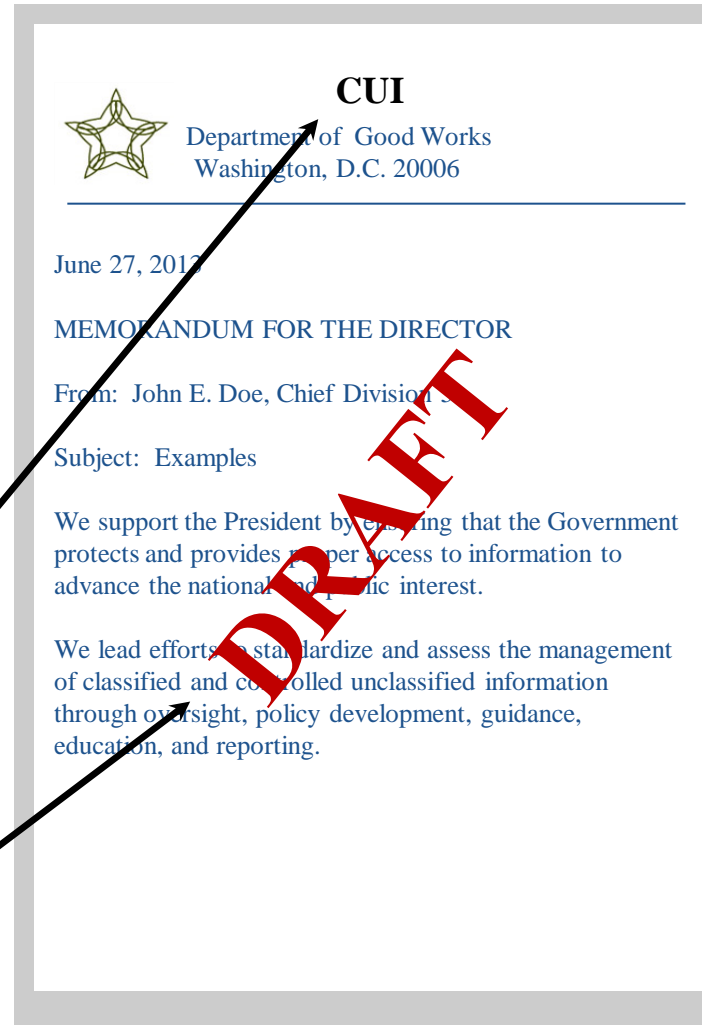 CUI
Department of Good Works
Washington, D.C. 20006
June 27, 2013
MEMORANDUM FOR THE DIRECTOR
From: John E. Doe, Chief Division
Subject: Examples
We support the President by ensuring that the Government
protects and provides proper access to information to
advance the national and public interest.
We lead efforts to standardize and assess the management
of classified and controlled unclassified information
through oversight, policy development, guidance,
education, and reporting.
DRAFT